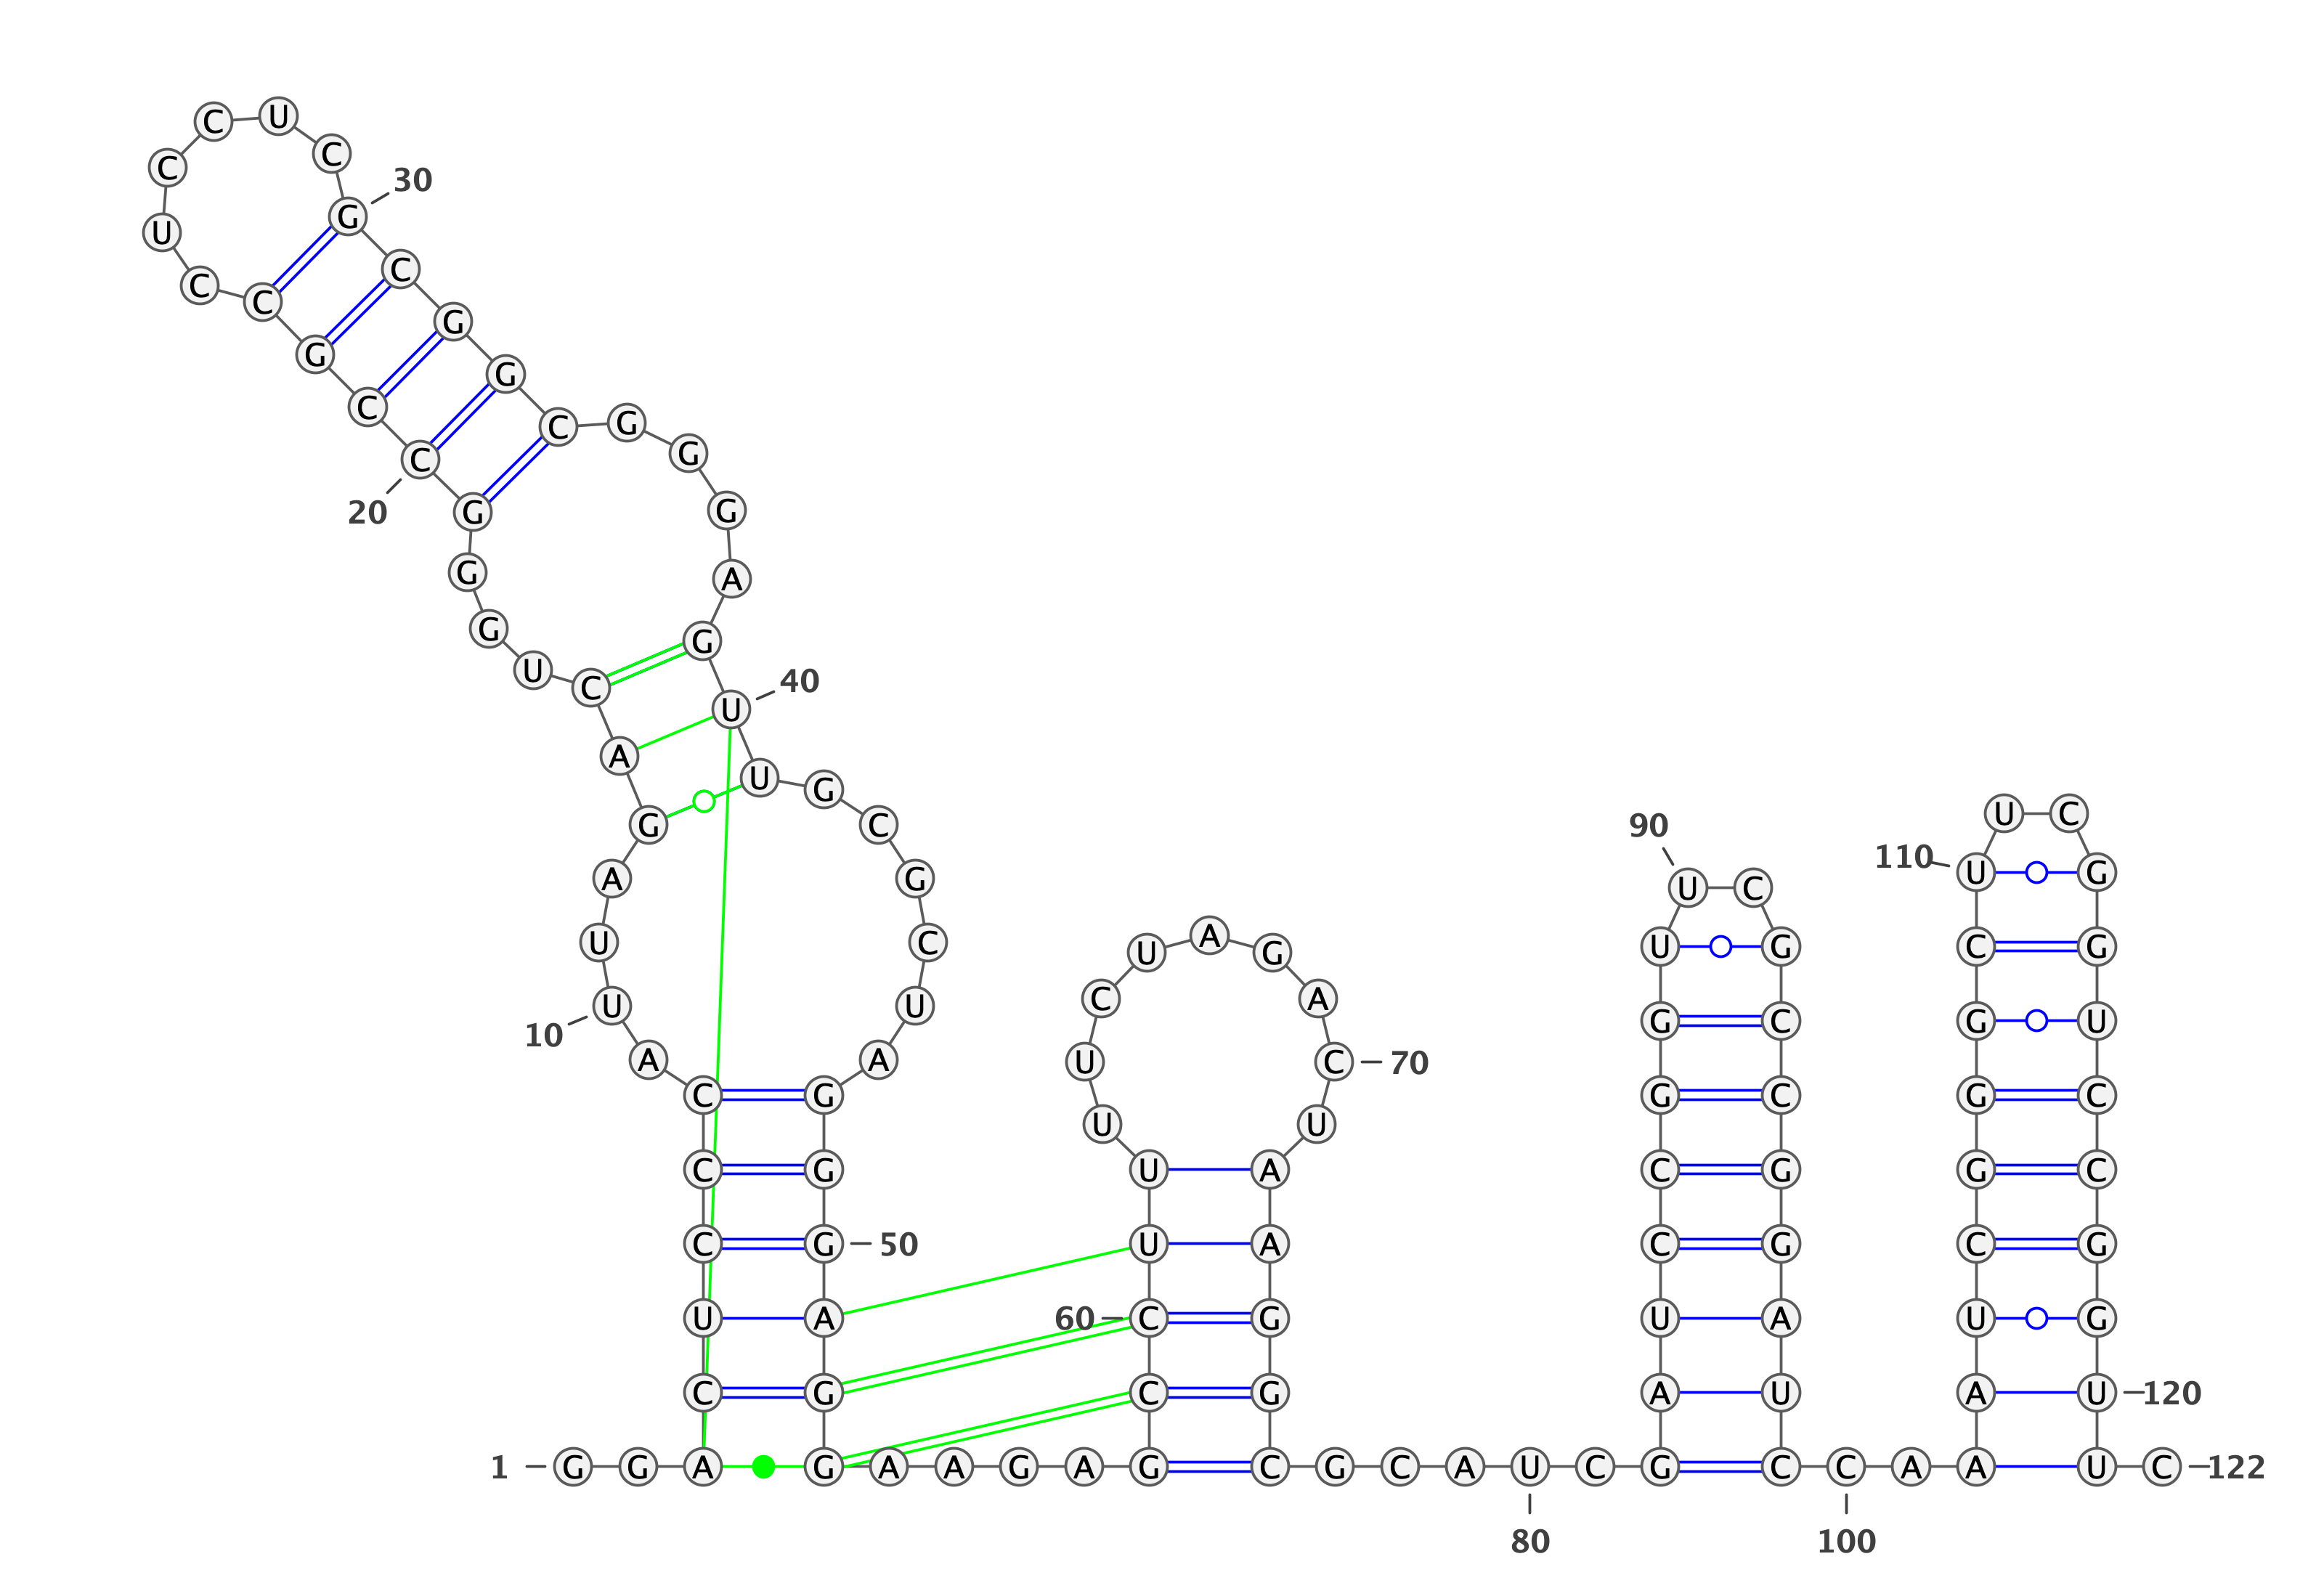 C U
C C
30
U G
C C
C G
G G
C C G
C G
20 G G
G A
G G
U C 40
U
A
U G
U C
G C 90
110
A G U C U G
U C U A G U G C G
U U C A
G C G U
10
A A U C 70
C G G C G C
U U
C G U A C G G C
C G 50 U A C G C G
U A 60 C G U A U G
C G C G A U A U 120
1 G G A G A A G A G C G C A U C G C C A A U C 122
80 100